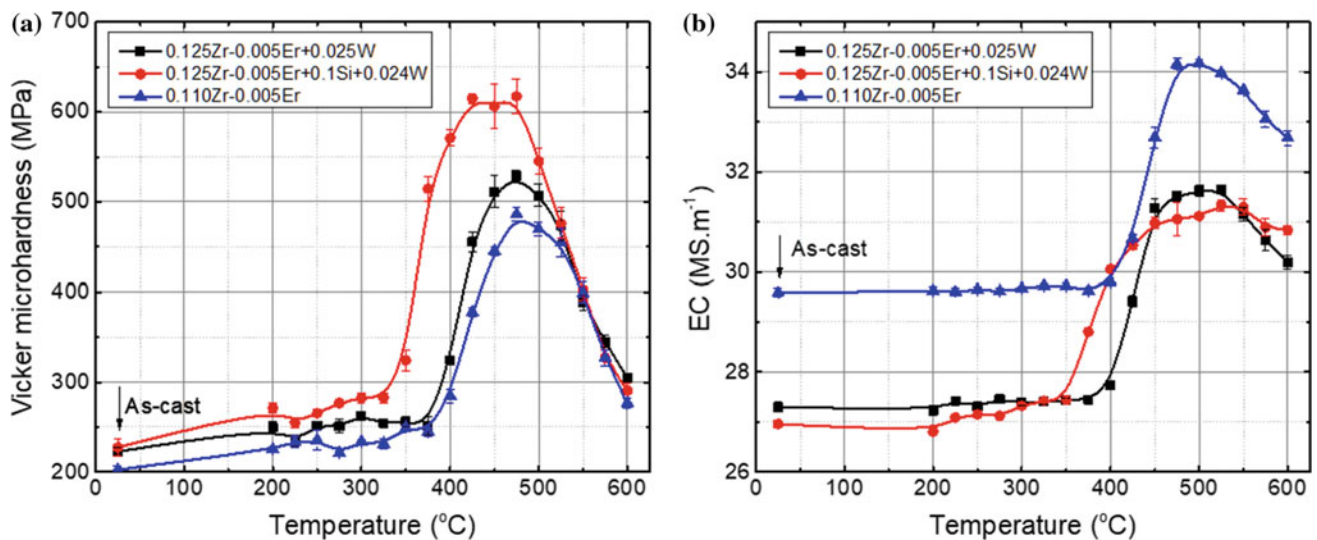 (a)
700
600
500
400
300
200
Vicker microhardness (MPa)
0.125Zr-0.005Er+0.025W
0.125Zr-0.005Er+0.1Si+0.024W
0.110Zr-0.005Er
As-cast
0 100 200 300 400 500 600
Temperature (°C)
(b)
34
32
30
28
26
EC (MS.m⁻¹)
0.125Zr-0.005Er+0.025W
0.125Zr-0.005Er+0.1Si+0.024W
0.110Zr-0.005Er
As-cast
0 100 200 300 400 500 600
Temperature (°C)